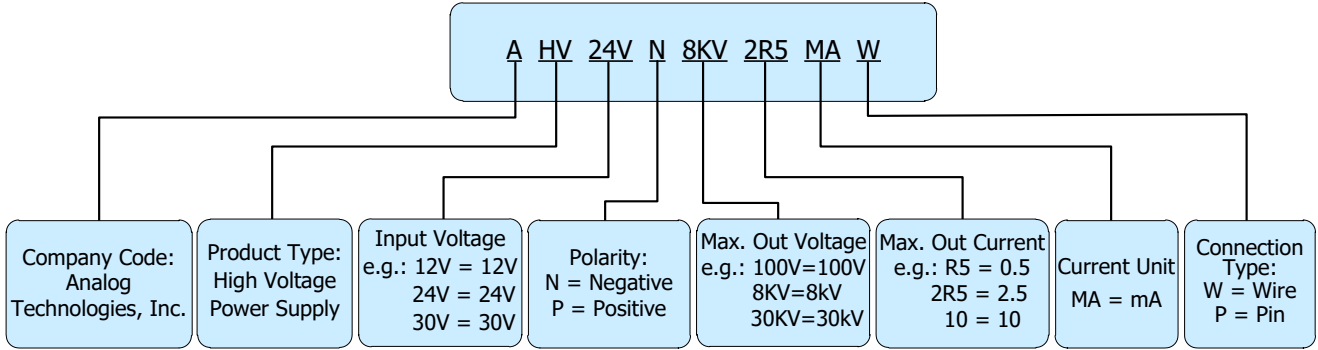 A HV 24V N 8KV 2R5 MA W
Company Code:
Analog
Technologies, Inc.
Product Type:
High Voltage
Power Supply
Input Voltage
e.g.: 12V = 12V
24V = 24V
30V = 30V
Polarity:
N = Negative
P = Positive
Max. Out Voltage
e.g.: 100V=100V
8KV=8kV
30KV=30kV
Max. Out Current
e.g.: R5 = 0.5
2R5 = 2.5
10 = 10
Current Unit
MA = mA
Connection
Type:
W = Wire
P = Pin